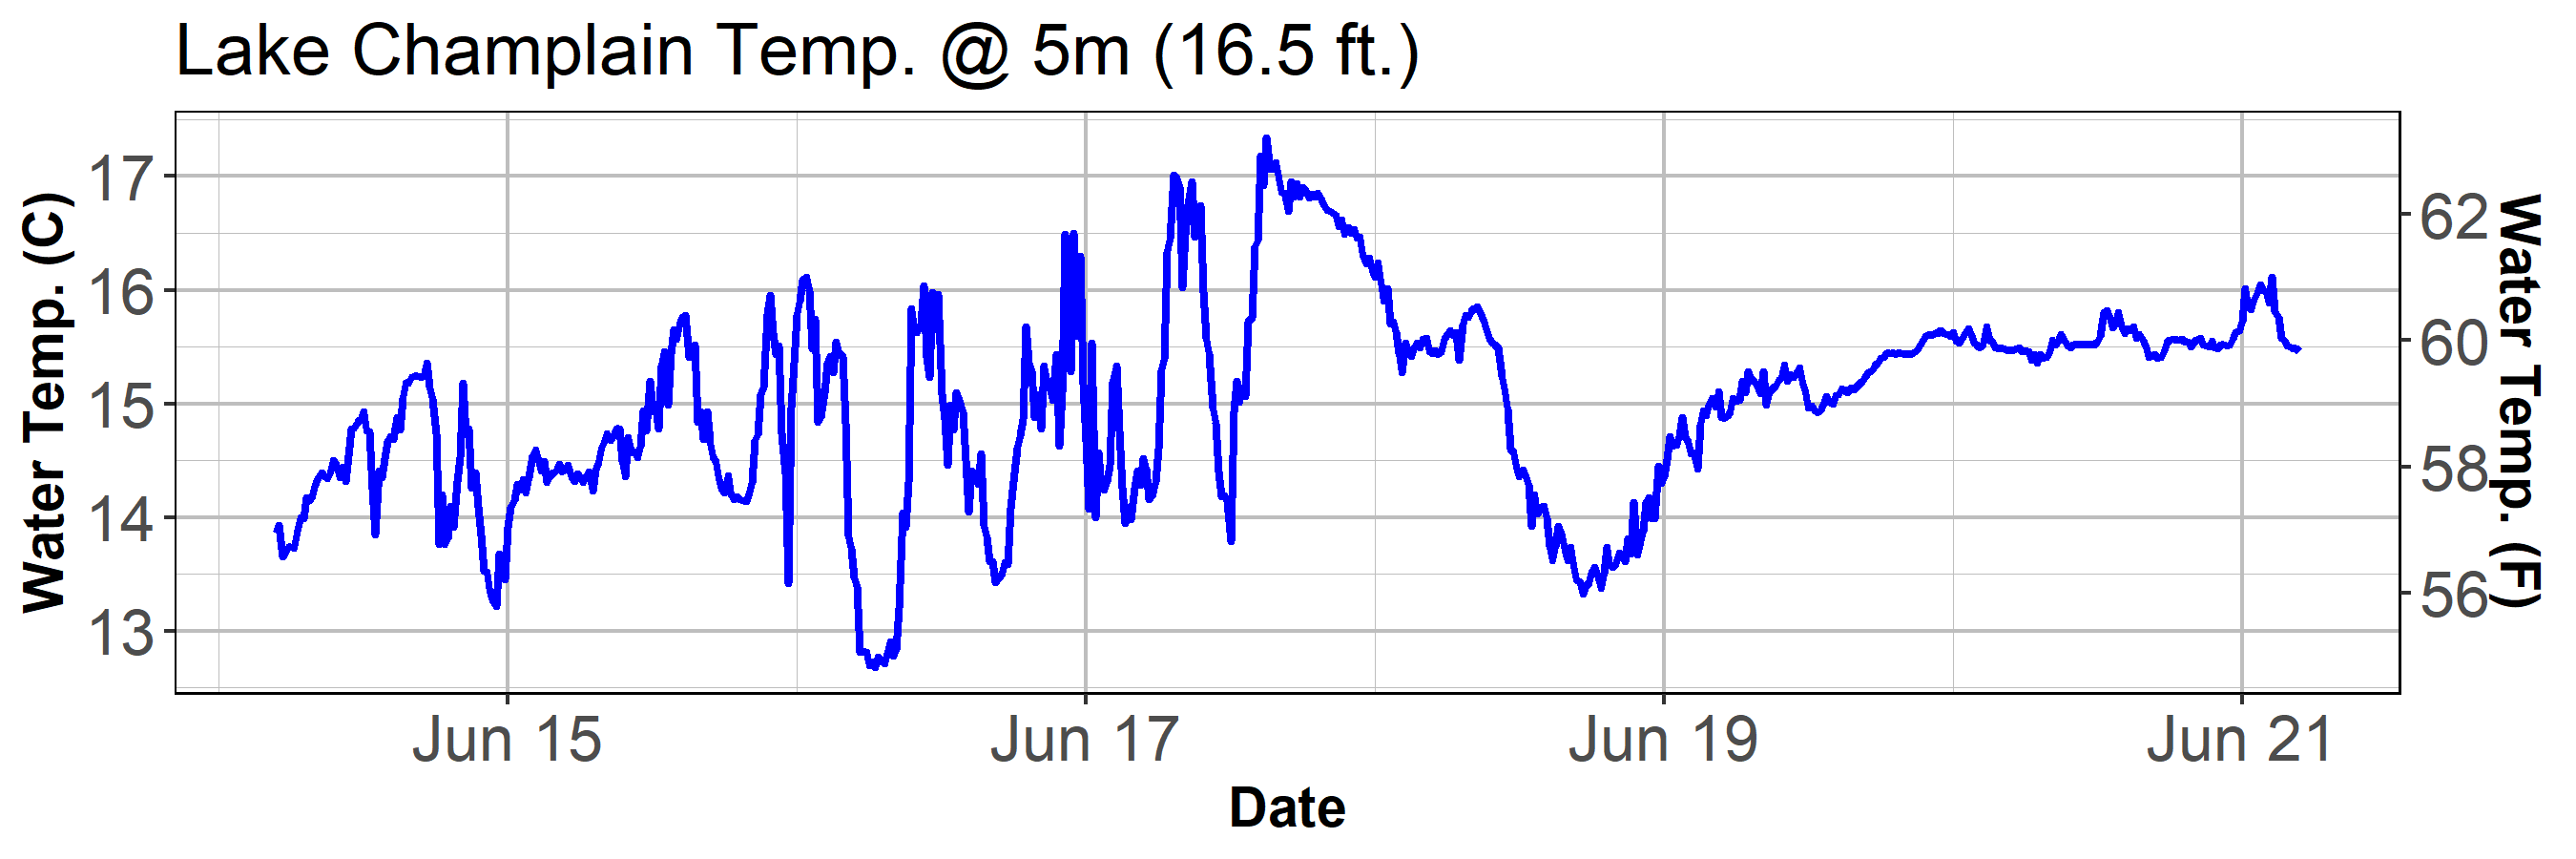 Lake Champlain Temp. @ 5m (16.5 ft.)
Water Temp. (C)
17
16
15
14
13
62
60
58
56
Water Temp. (F)
Jun 15 Jun 17 Jun 19 Jun 21
Date